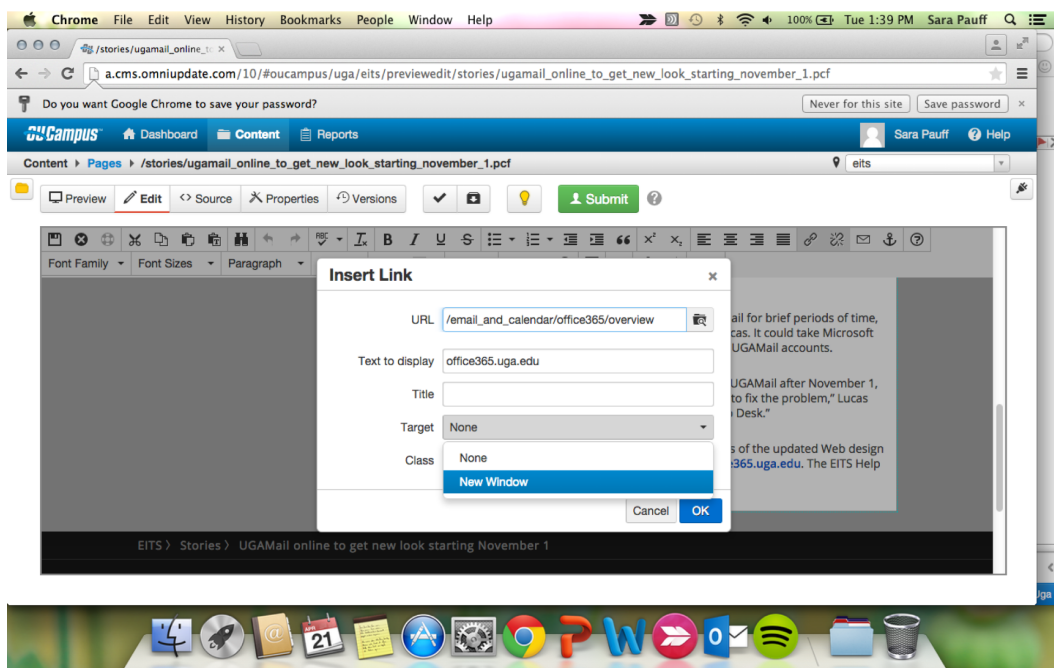 Chrome File Edit View History Bookmarks People Window Help 100% Tue 1:39 PM Sara Pauff
/stories/ugamail_online_to
a.cms.omniupdate.com/10/#oucampus/uga/eits/previewedit/stories/ugamail_online_to_get_new_look_starting_november_1.pcf
Do you want Google Chrome to save your password? Never for this site Save password
OU Campus Dashboard Content Reports Sara Pauff Help
Content Pages /stories/ugamail_online_to_get_new_look_starting_november_1.pcf eits
Preview Edit Source Properties Versions Submit
Font Family Font Sizes Paragraph
Insert Link
URL /email_and_calendar/office365/overview
Text to display office365.uga.edu
Title
Target None
Class
None
New Window
Cancel OK
ail for brief periods of time,
cas. It could take Microsoft
UGAMail accounts.
UGAMail after November 1,
to fix the problem,” Lucas
Desk.”
s of the updated Web design
365.uga.edu. The EITS Help
EITS 〉 Stories 〉 UGAMail online to get new look starting November 1
Uga
APR
21